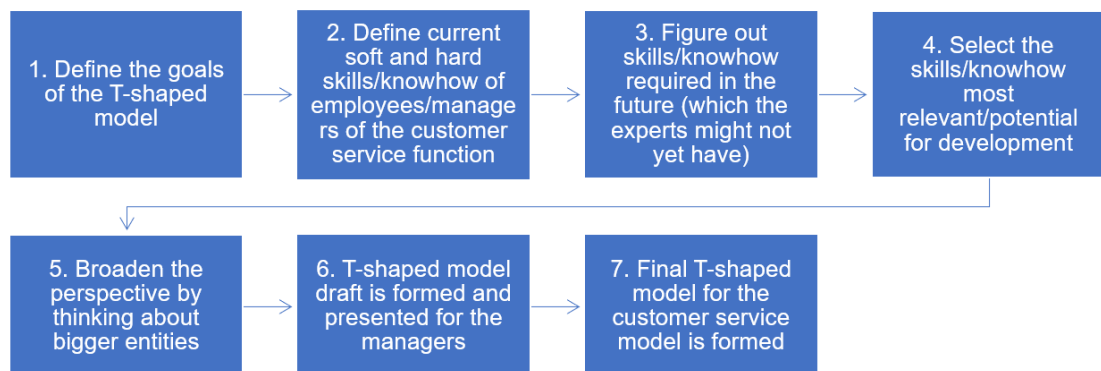 1. Define the goals
of the T-shaped
model
2. Define current
soft and hard
skills/knowhow of
employees/manage
rs of the customer
service function
3. Figure out
skills/knowhow
required in the
future (which the
experts might not
yet have)
4. Select the
skills/knowhow
most
relevant/potential
for development
5. Broaden the
perspective by
thinking about
bigger entities
6. T-shaped model
draft is formed and
presented for the
managers
7. Final T-shaped
model for the
customer service
model is formed